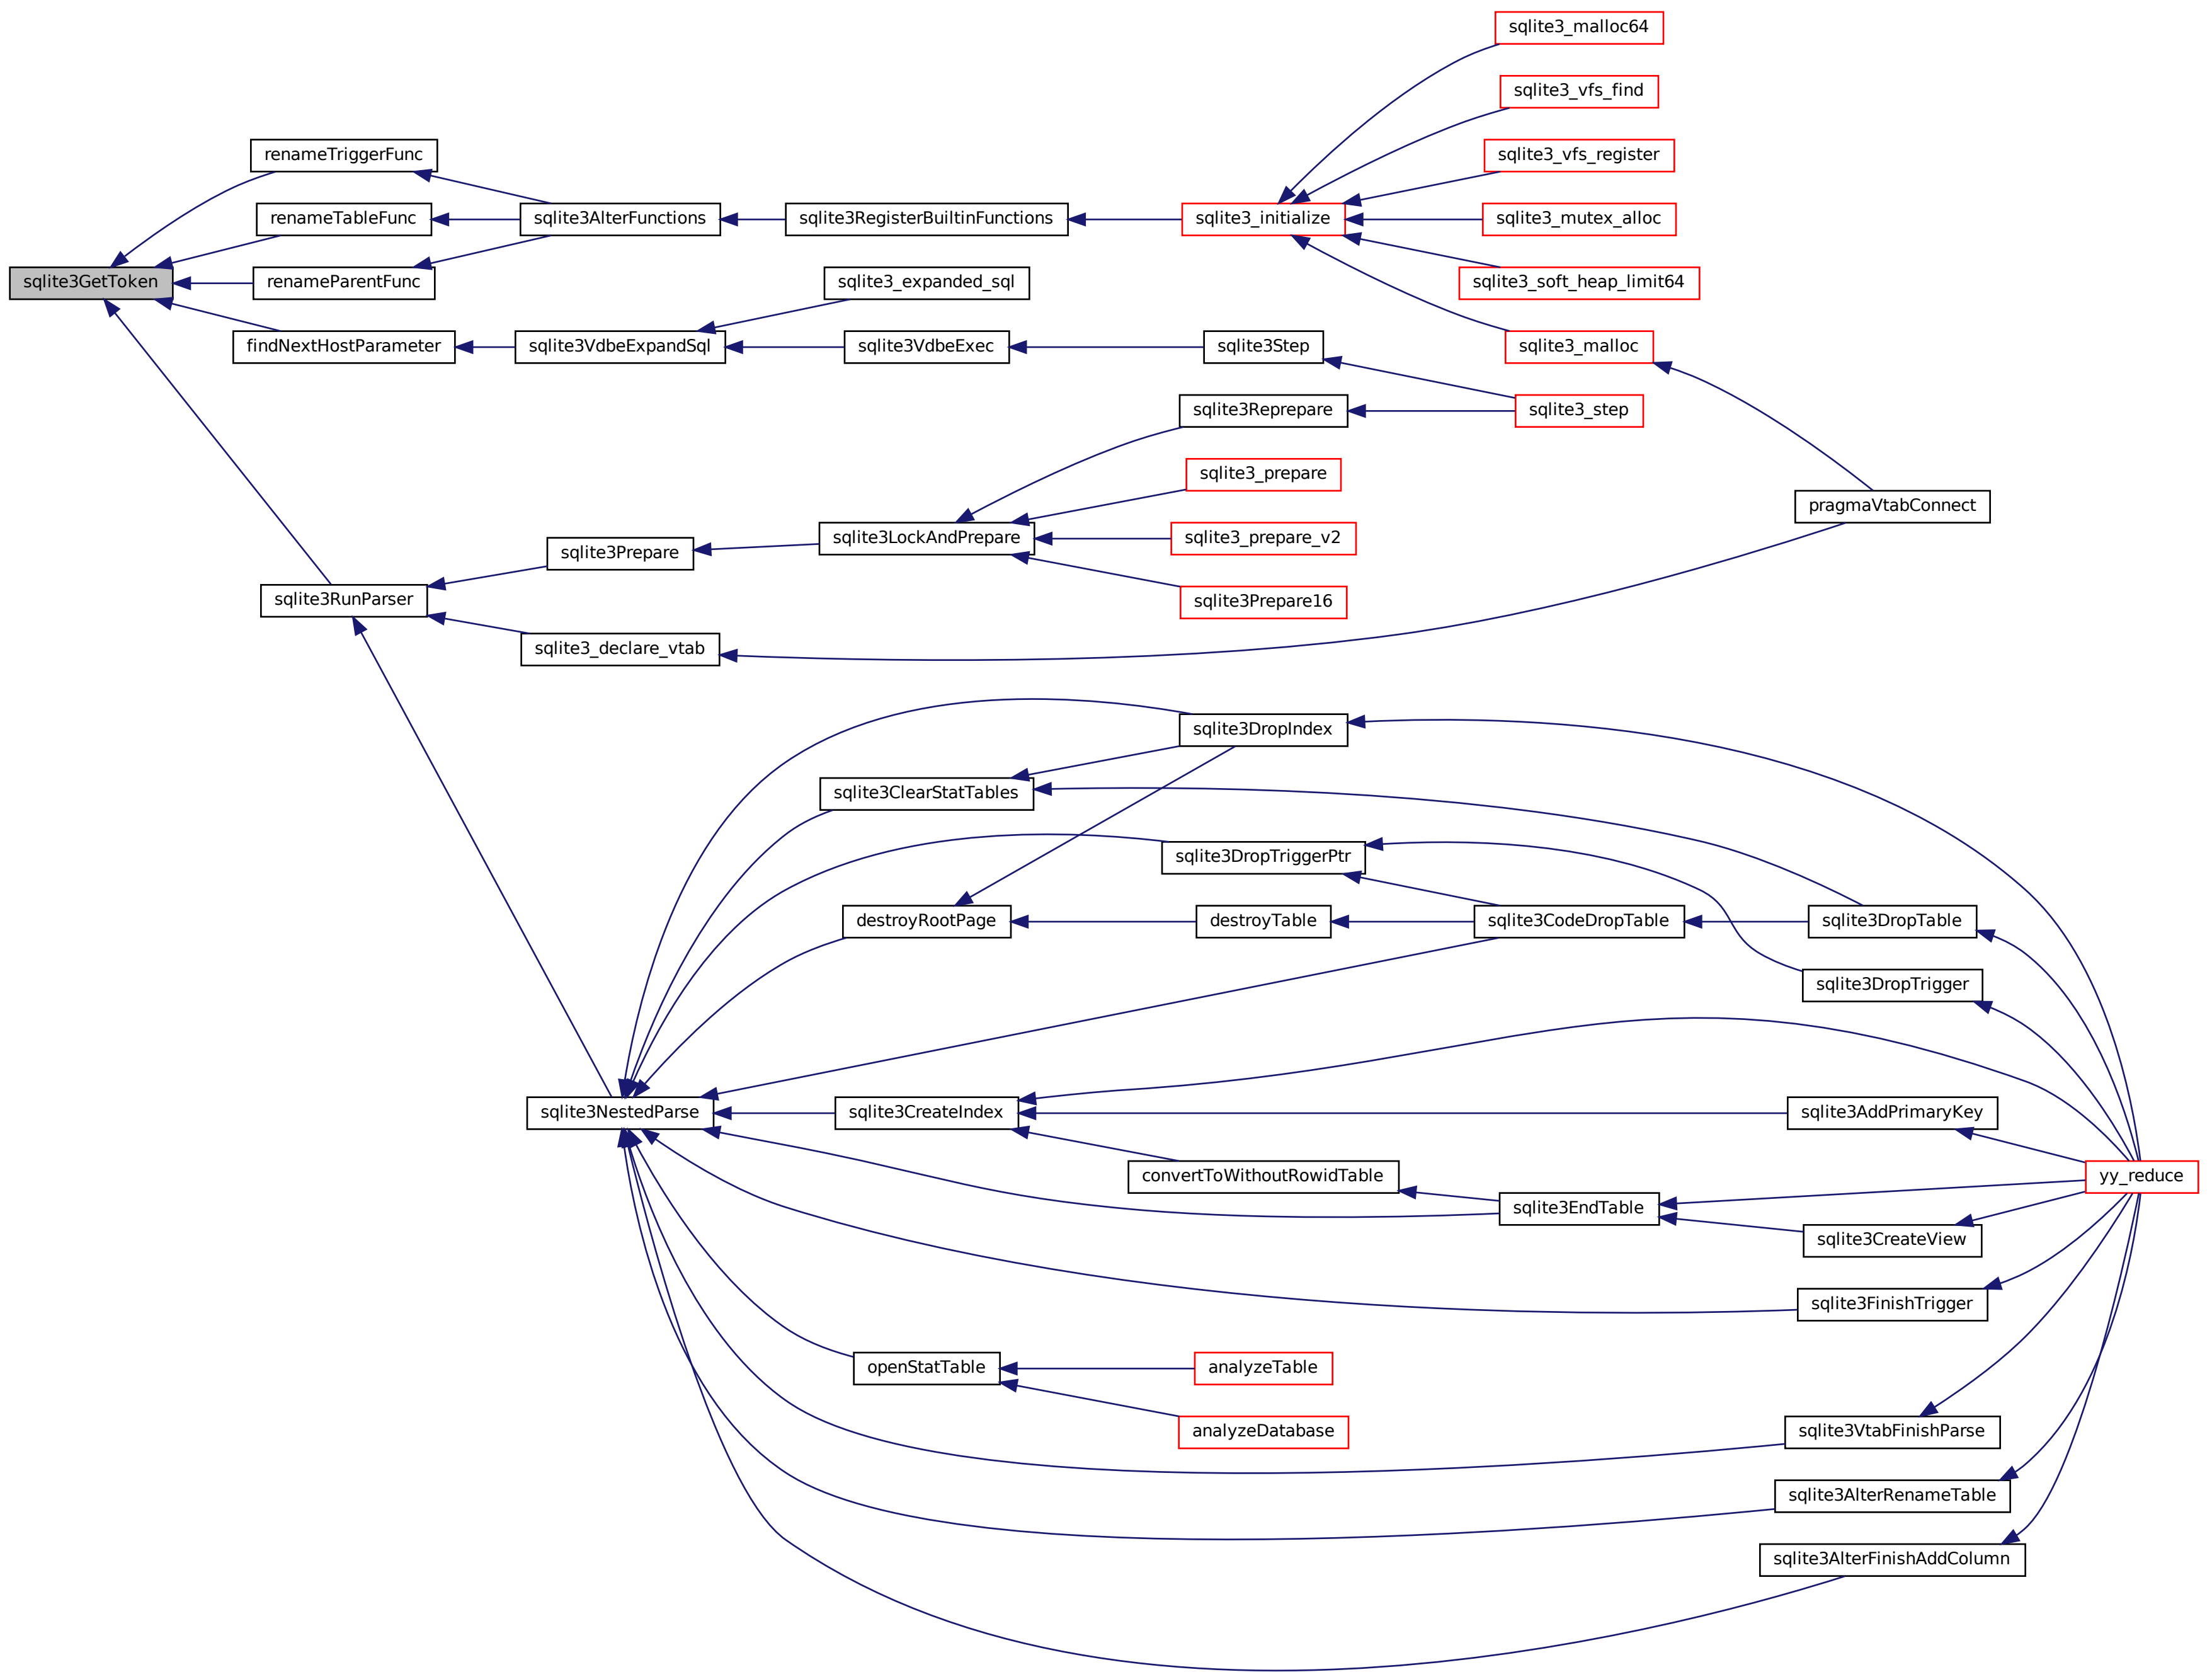 sqlite3_malloc64
sqlite3_vfs_find
renameTriggerFunc
sqlite3_vfs_register
renameTableFunc
sqlite3AlterFunctions
sqlite3RegisterBuiltinFunctions
sqlite3_initialize
sqlite3_mutex_alloc
sqlite3GetToken
renameParentFunc
sqlite3_expanded_sql
sqlite3_soft_heap_limit64
findNextHostParameter
sqlite3VdbeExpandSql
sqlite3VdbeExec
sqlite3Step
sqlite3_malloc
sqlite3Reprepare
sqlite3_step
sqlite3_prepare
pragmaVtabConnect
sqlite3Prepare
sqlite3LockAndPrepare
sqlite3_prepare_v2
sqlite3RunParser
sqlite3Prepare16
sqlite3_declare_vtab
sqlite3DropIndex
sqlite3ClearStatTables
sqlite3DropTriggerPtr
destroyRootPage
destroyTable
sqlite3CodeDropTable
sqlite3DropTable
sqlite3DropTrigger
sqlite3NestedParse
sqlite3CreateIndex
sqlite3AddPrimaryKey
convertToWithoutRowidTable
yy_reduce
sqlite3EndTable
sqlite3CreateView
sqlite3FinishTrigger
openStatTable
analyzeTable
analyzeDatabase
sqlite3VtabFinishParse
sqlite3AlterRenameTable
sqlite3AlterFinishAddColumn